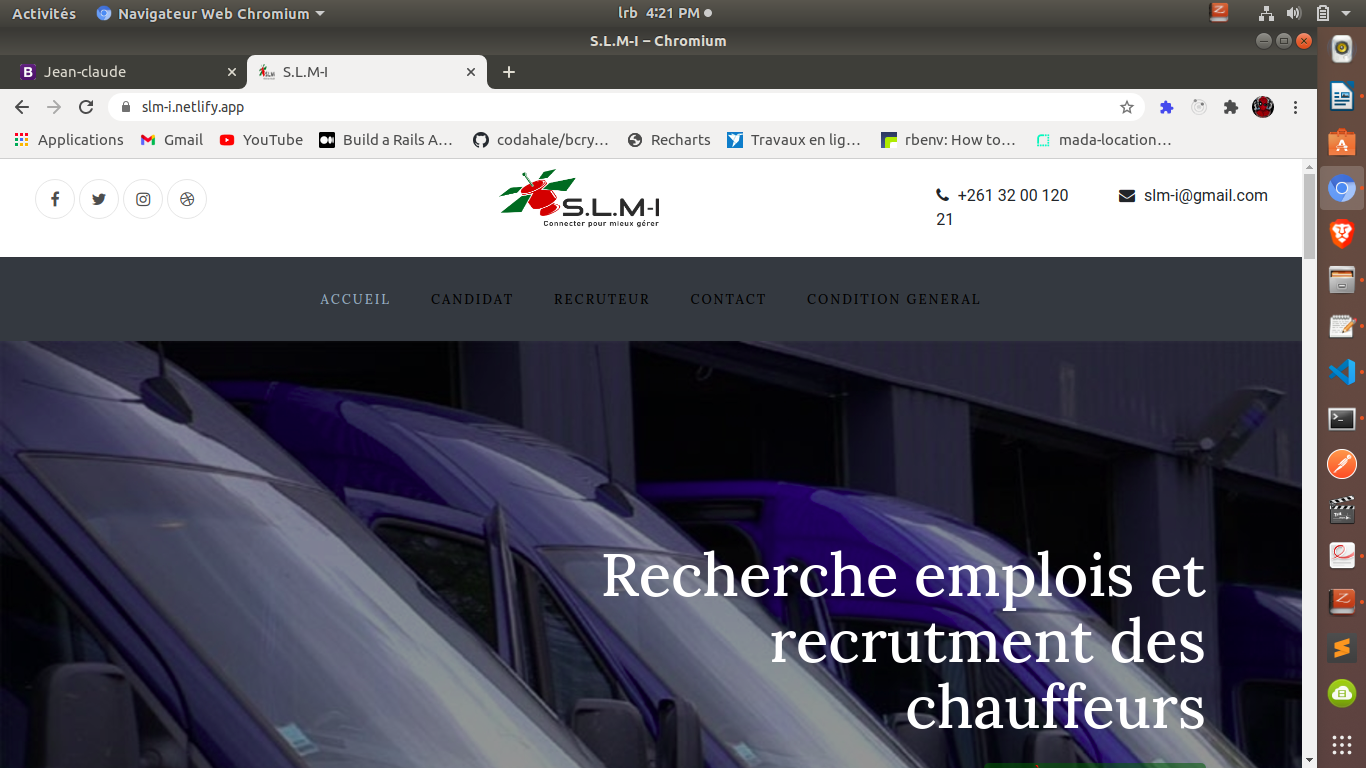 Activités Navigateur Web Chromium lrb 4:21 PM
S.L.M-I – Chromium
Jean-claude S.L.M-I
slm-i.netlify.app
Applications Gmail YouTube Build a Rails A… codahale/bcry… Recharts Travaux en lig… rbenv: How to… mada-location…
S.L.M-I
Connecter pour mieux gérer
+261 32 00 120 slm-i@gmail.com
21
ACCUEIL CANDIDAT RECRUTEUR CONTACT CONDITION GENERAL
Recherche emplois et
recrutment des
chauffeurs